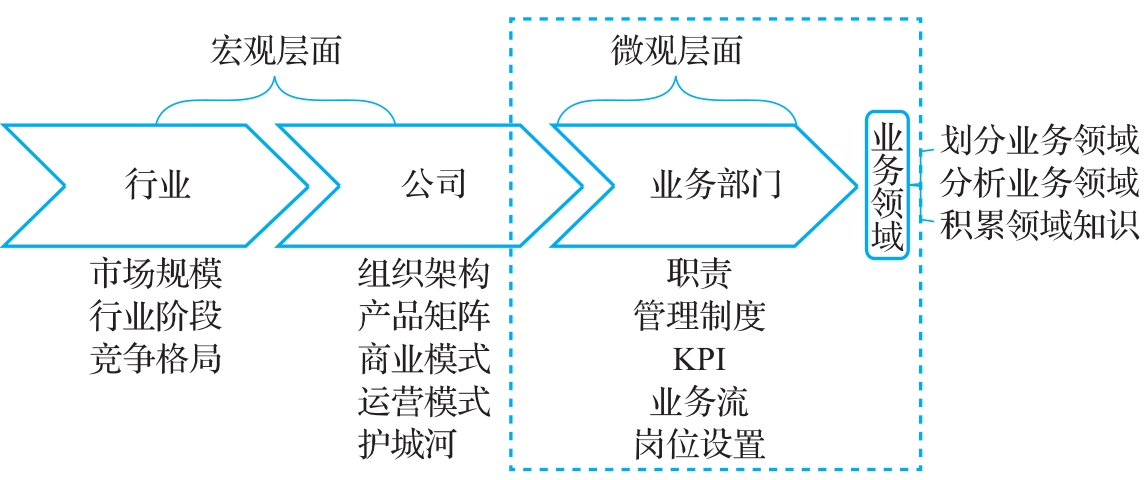 宏观层面
微观层面
行业
公司
业务部门
业务领域
划分业务领域
分析业务领域
积累领域知识
市场规模
行业阶段
竞争格局
组织架构
产品矩阵
商业模式
运营模式
护城河
职责
管理制度
KPI
业务流
岗位设置